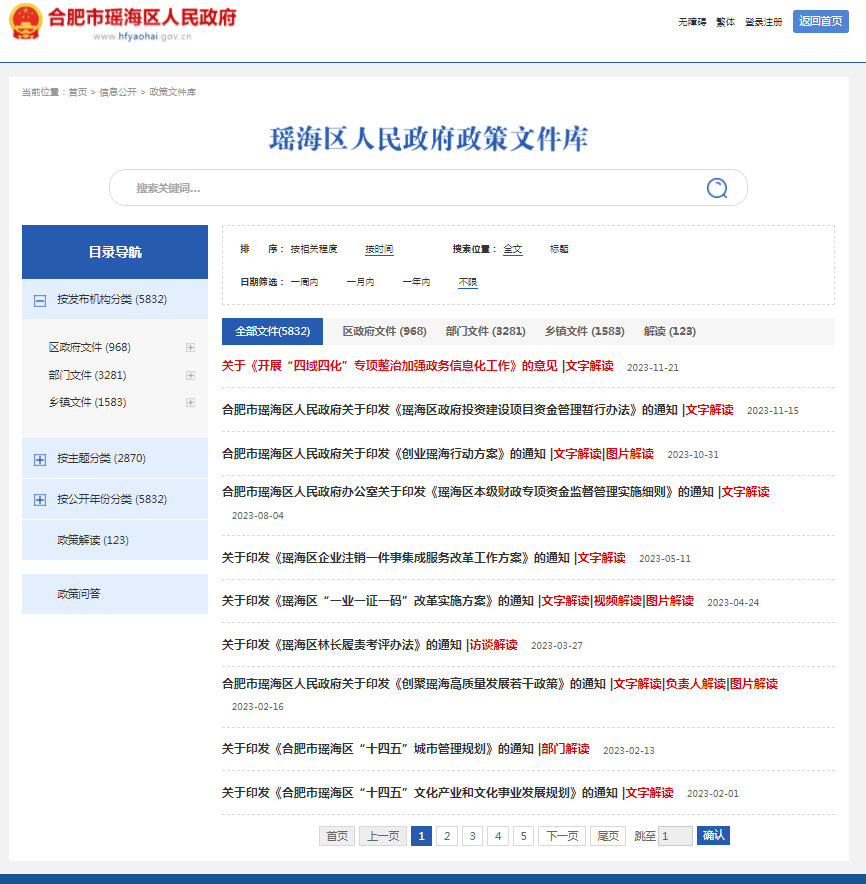 合肥市瑶海区人民政府
www.hfyaohai.gov.cn
无障碍 繁体 登录注册 返回首页
当前位置：首页 > 信息公开 > 政策文件库
瑶海区人民政府政策文件库
搜索关键词...
目录导航
按发布机构分类 (5832)
区政府文件 (968)
部门文件 (3281)
乡镇文件 (1583)
按主题分类 (2870)
按公开年份分类 (5832)
政策解读 (123)
政策问答
排 序： 按相关程度 按时间 搜索位置： 全文 标题
日期筛选： 一周内 一月内 一年内 不限
全部文件(5832) 区政府文件 (968) 部门文件 (3281) 乡镇文件 (1583) 解读 (123)
关于《开展“四域四化”专项整治加强政务信息化工作》的意见 |文字解读 2023-11-21
合肥市瑶海区人民政府关于印发《瑶海区政府投资建设项目资金管理暂行办法》的通知 |文字解读 2023-11-15
合肥市瑶海区人民政府关于印发《创业瑶海行动方案》的通知 |文字解读|图片解读 2023-10-31
合肥市瑶海区人民政府办公室关于印发《瑶海区本级财政专项资金监督管理实施细则》的通知 |文字解读
2023-08-04
关于印发《瑶海区企业注销一件事集成服务改革工作方案》的通知 |文字解读 2023-05-11
关于印发《瑶海区“一业一证一码”改革实施方案》的通知 |文字解读|视频解读|图片解读 2023-04-24
关于印发《瑶海区林长履责考评办法》的通知 |访谈解读 2023-03-27
合肥市瑶海区人民政府关于印发《创聚瑶海高质量发展若干政策》的通知 |文字解读|负责人解读|图片解读
2023-02-16
关于印发《合肥市瑶海区“十四五”城市管理规划》的通知 |部门解读 2023-02-13
关于印发《合肥市瑶海区“十四五”文化产业和文化事业发展规划》的通知 |文字解读 2023-02-01
首页 上一页 1 2 3 4 5 下一页 尾页 跳至 1 确认